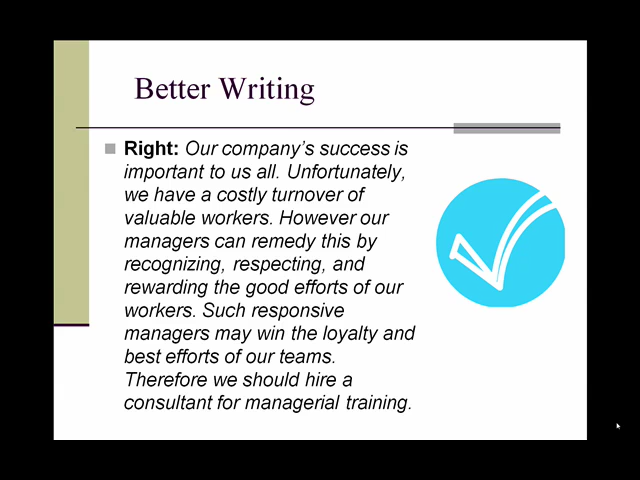 Better Writing
Right: Our company's success is
important to us all. Unfortunately,
we have a costly turnover of
valuable workers. However our
managers can remedy this by
recognizing, respecting, and
rewarding the good efforts of our
workers. Such responsive
managers may win the loyalty and
best efforts of our teams.
Therefore we should hire a
consultant for managerial training.